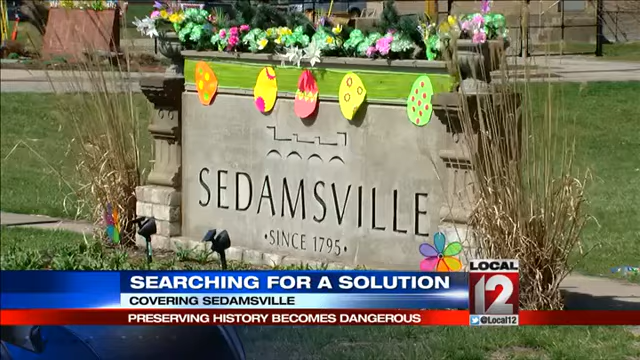 SEDAMSVILLE
•SINCE 1795•
SEARCHING FOR A SOLUTION
COVERING SEDAMSVILLE
PRESERVING HISTORY BECOMES DANGEROUS
LOCAL
12
@Local12